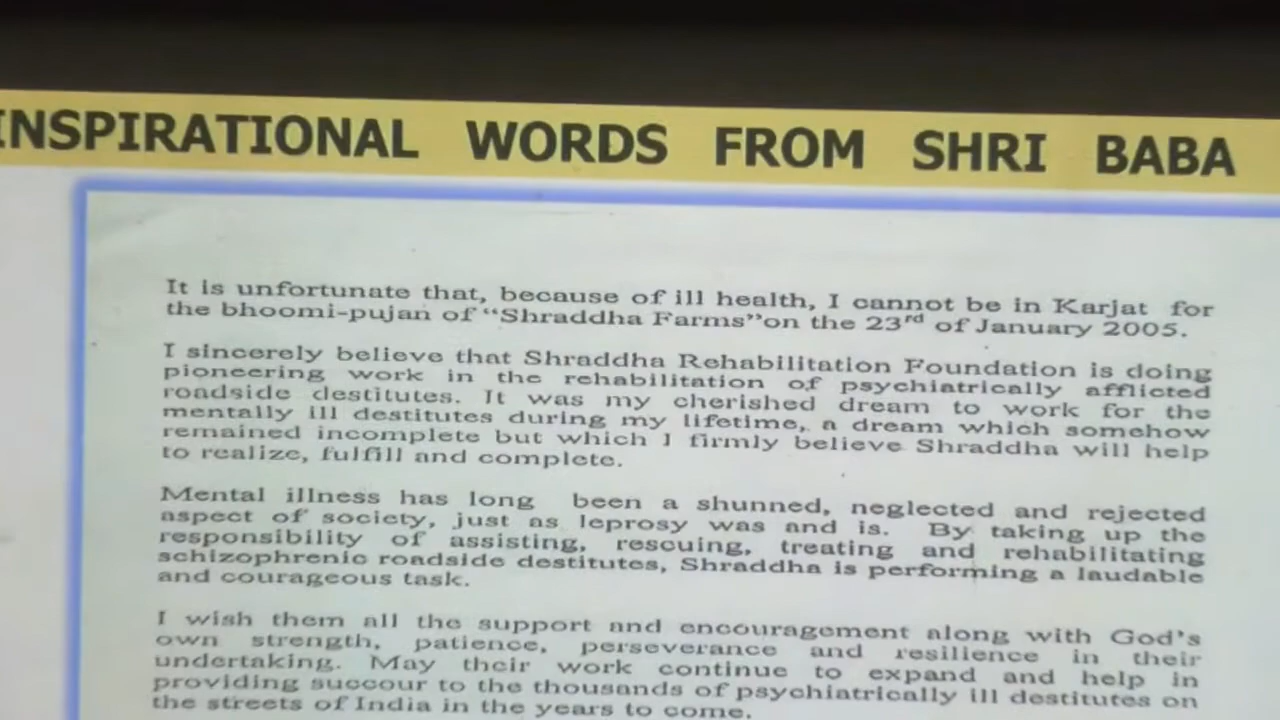 INSPIRATIONAL WORDS FROM SHRI BABA
It is unfortunate that, because of ill health, I cannot be in Karjat for
the bhoomi-pujan of “Shraddha Farms”on the 23rd of January 2005.
I sincerely believe that Shraddha Rehabilitation Foundation is doing
pioneering work in the rehabilitation of psychiatrically afflicted
roadside destitutes. It was my cherished dream to work for the
mentally ill destitutes during my lifetime, a dream which somehow
remained incomplete but which I firmly believe Shraddha will help
to realize, fulfill and complete.
Mental illness has long been a shunned, neglected and rejected
aspect of society, just as leprosy was and is. By taking up the
responsibility of assisting, rescuing, treating and rehabilitating
schizophrenic roadside destitutes, Shraddha is performing a laudable
and courageous task.
I wish them all the support and encouragement along with God's
own strength, patience, perseverance and resilience in their
undertaking. May their work continue to expand and help in
providing succour to the thousands of psychiatrically ill destitutes on
the streets of India in the years to come.